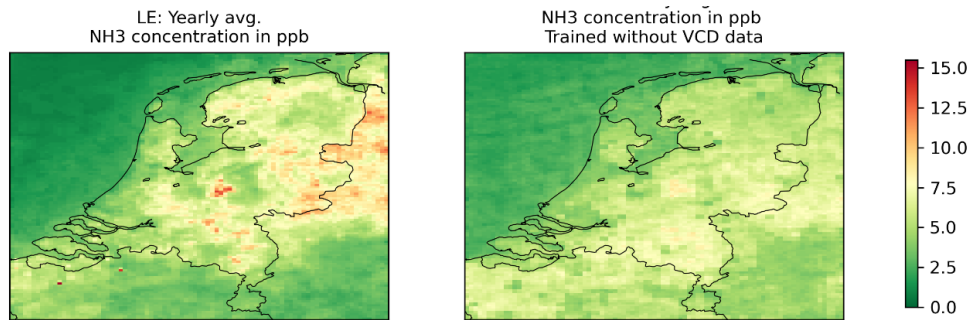 LE: Yearly avg.
NH3 concentration in ppb
NH3 concentration in ppb
Trained without VCD data
15.0
12.5
10.0
7.5
5.0
2.5
0.0